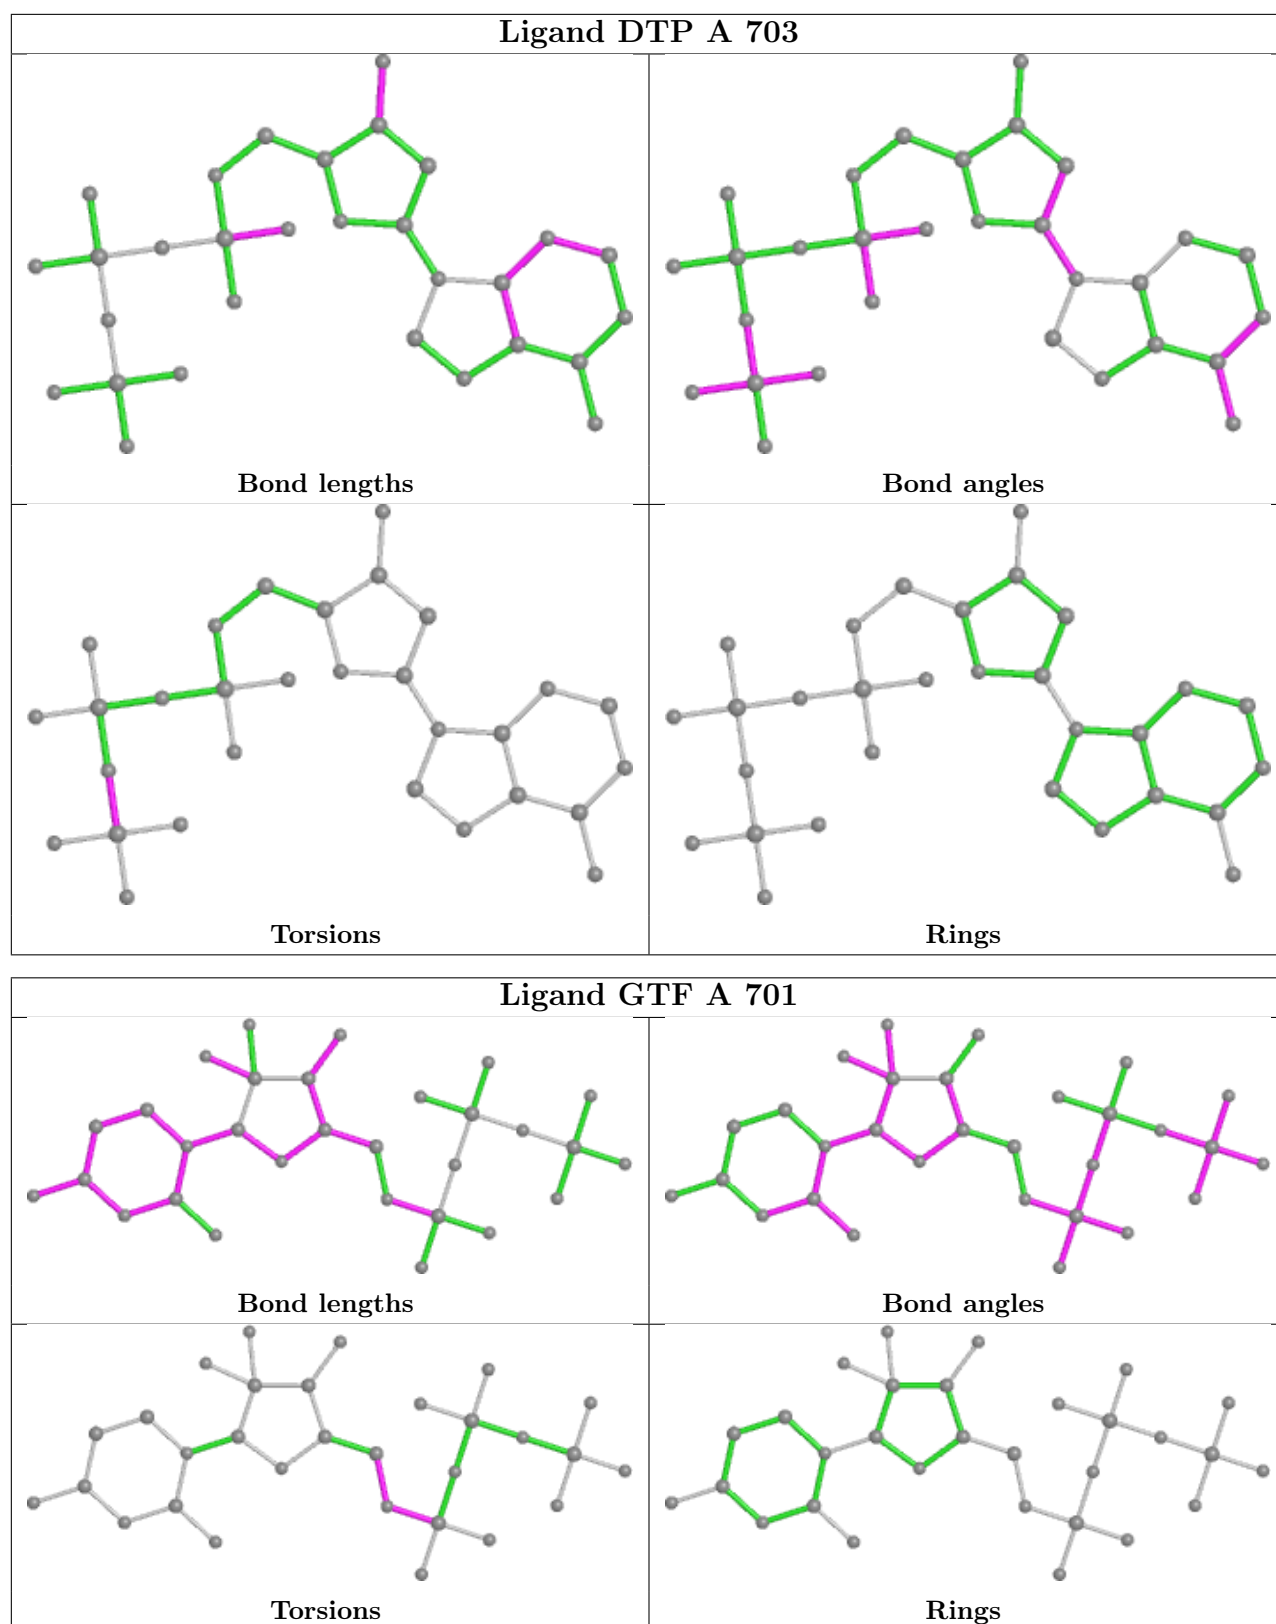 Ligand DTP A 703
Bond lengths
Bond angles
Torsions
Rings
Ligand GTF A 701
Bond lengths
Bond angles
Torsions
Rings